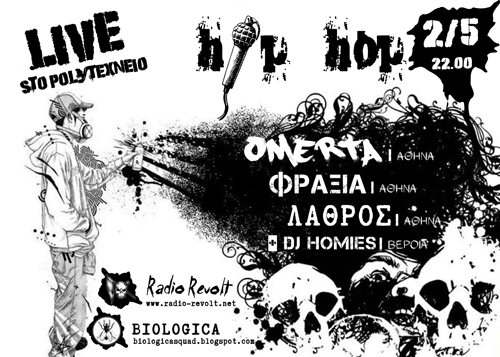 LIVE
STO POLYTEXNEIO
hip hop
2/5
22.00
OMERTA | ΑΘΗΝΑ
ΦΡΑΞΙΑ | ΑΘΗΝΑ
ΛΑΘΡΟΣ | ΑΘΗΝΑ
+ DJ HOMIES | ΒΕΡΟΙΑ
Radio Revolt
www.radio-revolt.net
BIOLOGICA
biologicasquad.blogspot.com